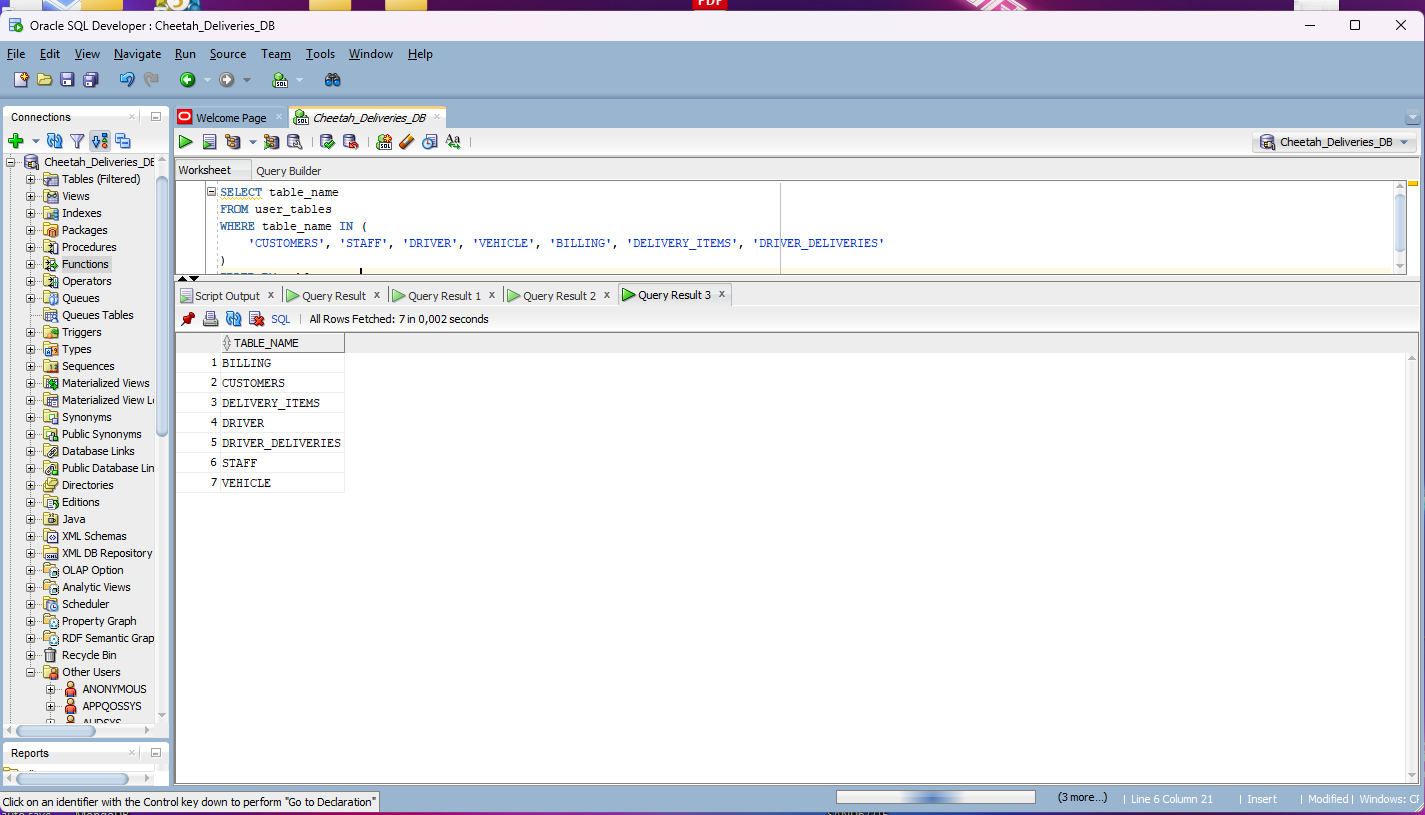 PDF
Oracle SQL Developer : Cheetah_Deliveries_DB
File Edit View Navigate Run Source Team Tools Window Help
Connections
Welcome Page
Cheetah_Deliveries_DB
Cheetah_Deliveries_DB
Worksheet Query Builder
Cheetah_Deliveries_DE
Tables (Filtered)
Views
Indexes
Packages
Procedures
Functions
Operators
Queues
Queues Tables
Triggers
Types
Sequences
Materialized Views
Materialized View Lo
Synonyms
Public Synonyms
Database Links
Public Database Lin
Directories
Editions
Java
XML Schemas
XML DB Repository
OLAP Option
Analytic Views
Scheduler
Property Graph
RDF Semantic Grap
Recycle Bin
Other Users
ANONYMOUS
APPQOSSYS
AUDSYS
Reports
SELECT table_name
FROM user_tables
WHERE table_name IN (
'CUSTOMERS', 'STAFF', 'DRIVER', 'VEHICLE', 'BILLING', 'DELIVERY_ITEMS', 'DRIVER_DELIVERIES'
)
Script Output Query Result Query Result 1 Query Result 2 Query Result 3
SQL All Rows Fetched: 7 in 0,002 seconds
TABLE_NAME
1 BILLING
2 CUSTOMERS
3 DELIVERY_ITEMS
4 DRIVER
5 DRIVER_DELIVERIES
6 STAFF
7 VEHICLE
Click on an identifier with the Control key down to perform "Go to Declaration"
(3 more...) Line 6 Column 21 Insert Modified Windows: CF
auto save MongoDB